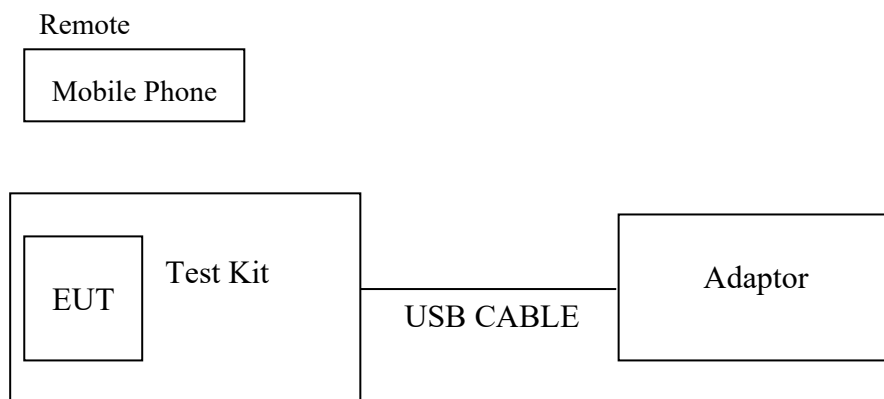 Remote
Mobile Phone
EUT
Test Kit
USB CABLE
Adaptor